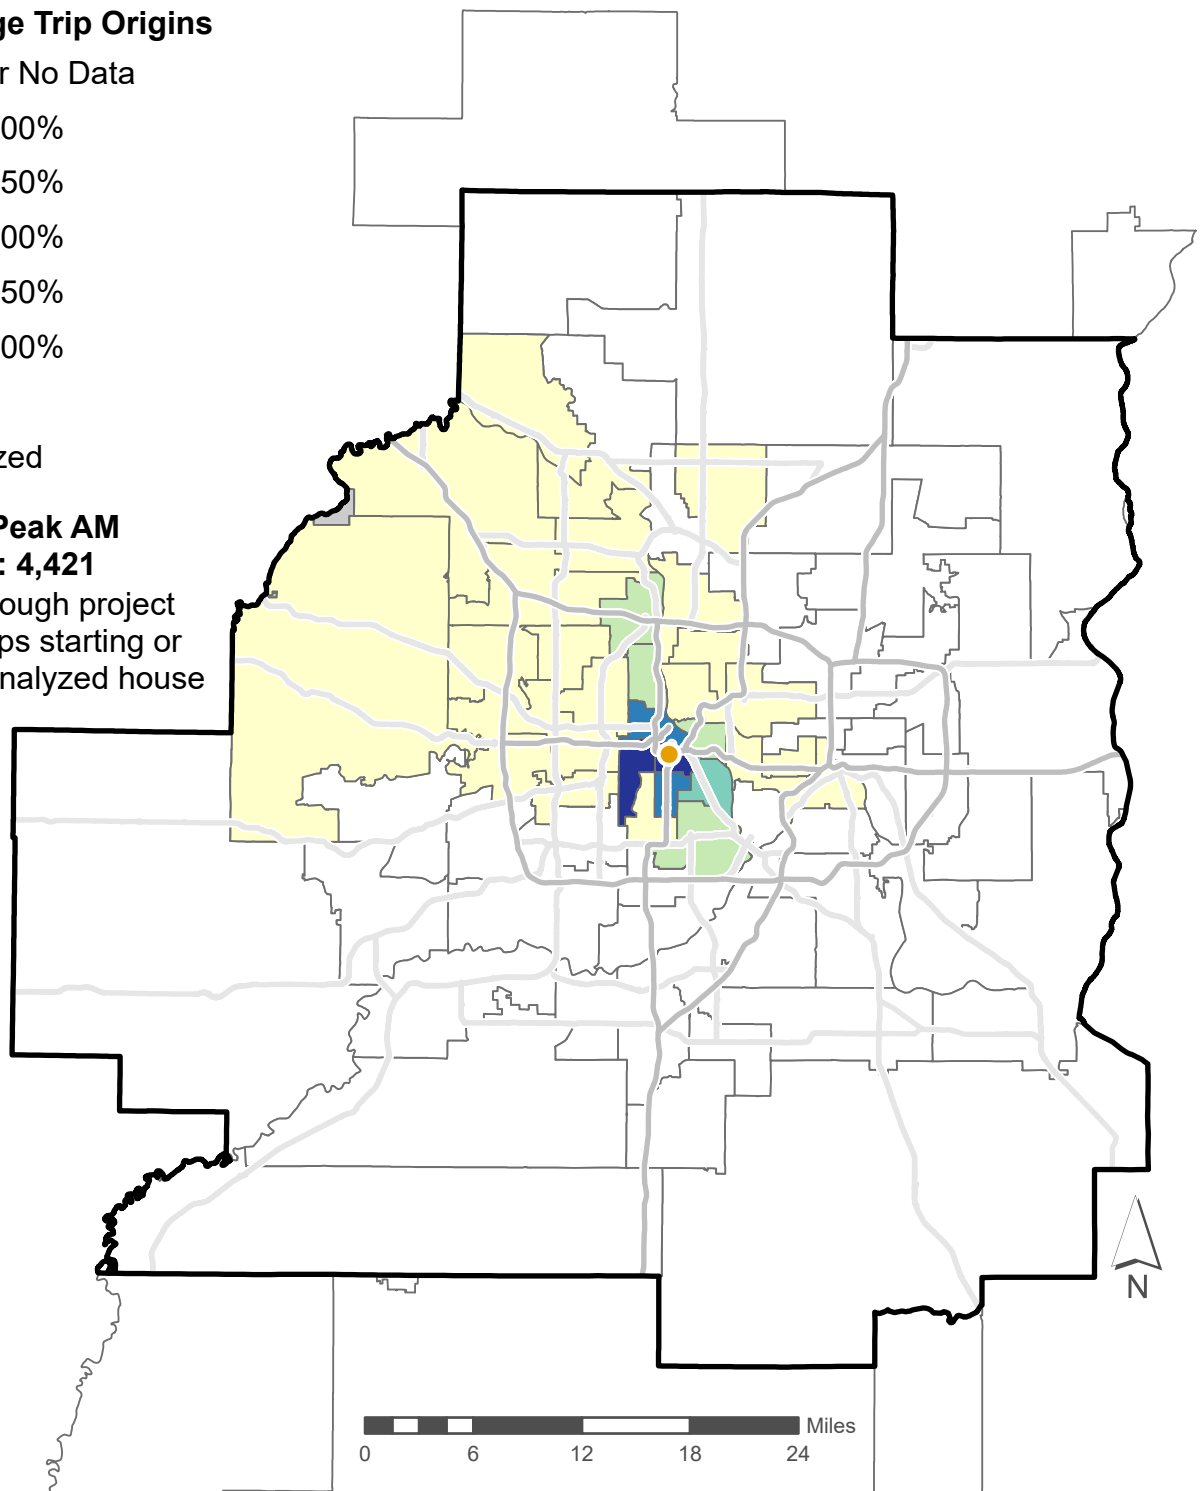 ge Trip Origins
r No Data
00%
50%
00%
50%
00%
zed
Peak AM
: 4,421
ough project
ps starting or
nalyzed house
N
Miles
0 6 12 18 24